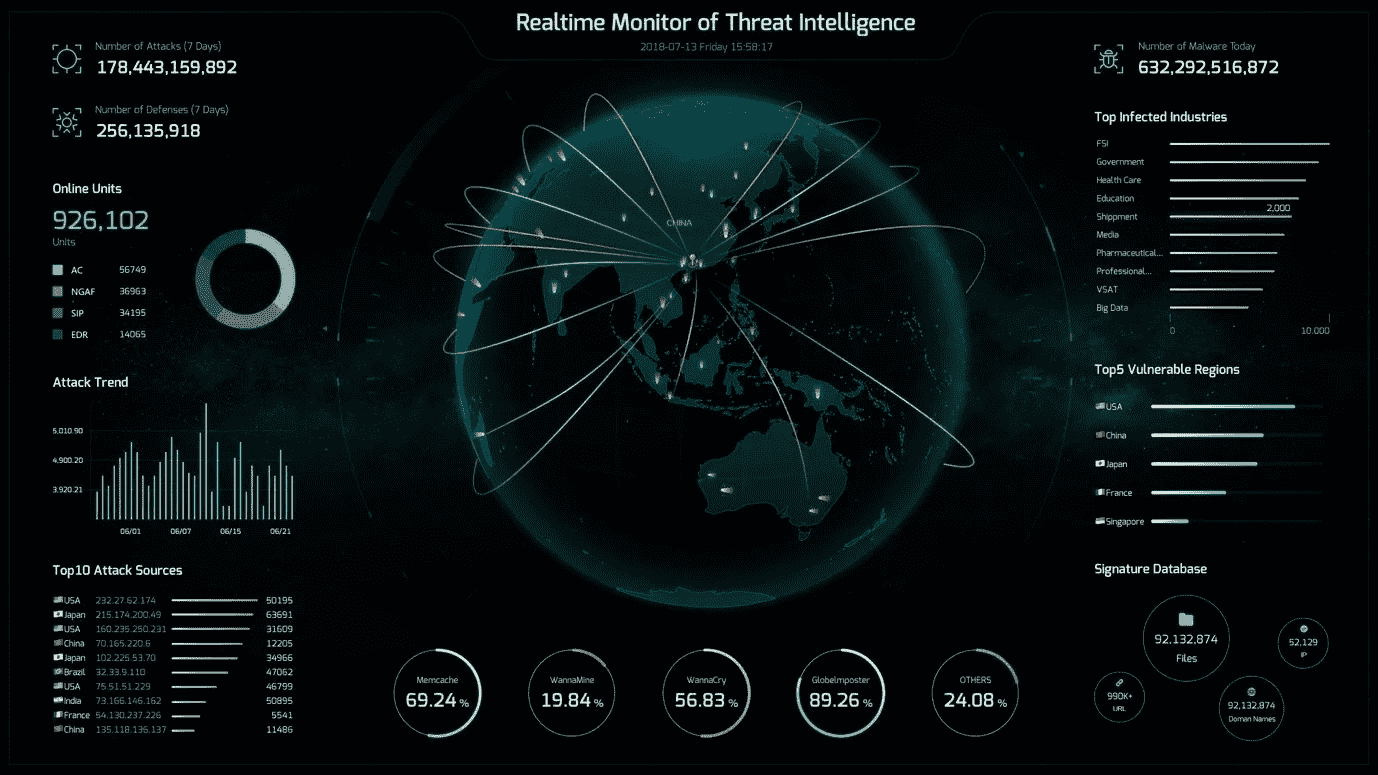 Realtime Monitor of Threat Intelligence
2018-07-13 Friday 15:58:17
Number of Attacks (7 Days)
178,443,159,892
Number of Defenses (7 Days)
256,135,918
Online Units
926,102
Units
AC 56749
NGAF 36963
SIP 34195
EDR 14065
Attack Trend
5,010.90
4,900.20
3,920.21
06/01 06/07 06/15 06/21
Top10 Attack Sources
USA 232.27.62.174 50195
Japan 215.174.200.49 63691
USA 160.235.250.231 31609
China 70.165.220.6 12205
Japan 102.225.53.70 34966
Brazil 32.33.9.110 47062
USA 75.51.51.229 46799
India 73.166.146.162 50895
France 54.130.237.226 5541
China 135.118.136.137 11486
CHINA
Memcache
69.24 %
WannaMine
19.84 %
WannaCry
56.83 %
GlobeImposter
89.26 %
OTHERS
24.08 %
Number of Malware Today
632,292,516,872
Top Infected Industries
FSI
Government
Health Care
Education
2,000
Shippment
Media
Pharmaceutical...
Professional...
VSAT
Big Data
0 10.000
Top5 Vulnerable Regions
USA
China
Japan
France
Singapore
Signature Database
92,132,874
Files
52,129
IP
990K+
URL
92,132,874
Doman Names